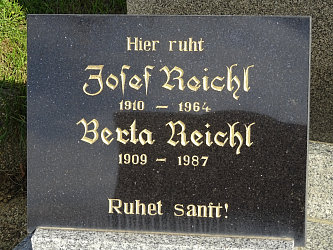 Hier ruht
Josef Reichl
1910 – 1964
Berta Reichl
1909 – 1987
Ruhet sanft!